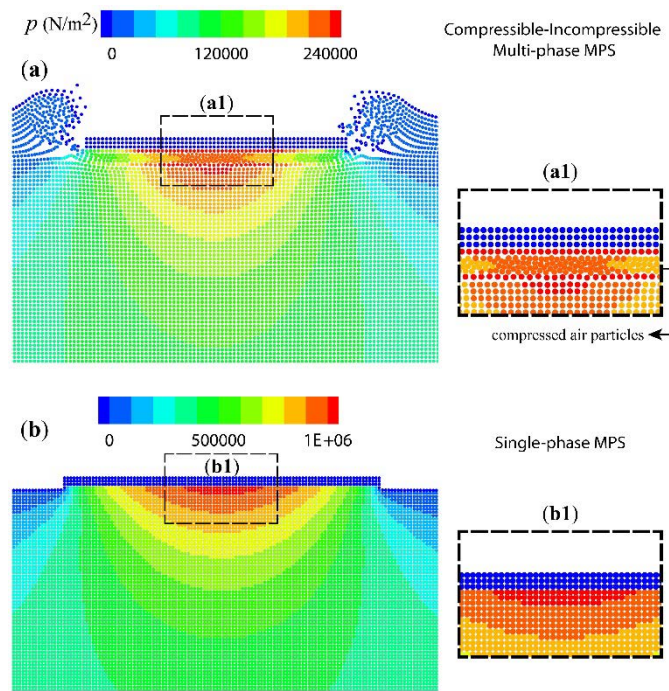 p (N/m2)
0 120000 240000
Compressible-Incompressible
Multi-phase MPS
(a)
(a1)
(a1)
compressed air particles
(b)
0 500000 1E+06
Single-phase MPS
(b1)
(b1)